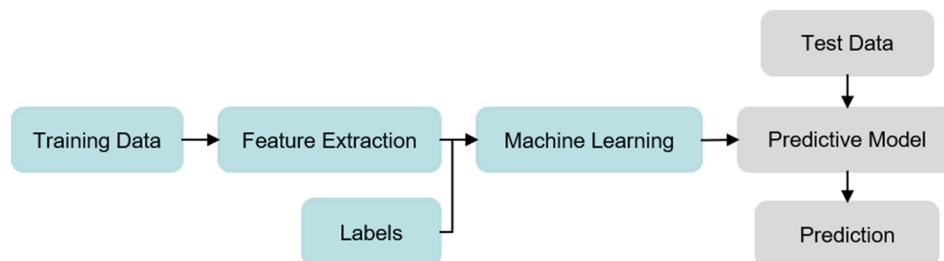 Test Data
Training Data
Feature Extraction
Machine Learning
Predictive Model
Labels
Prediction